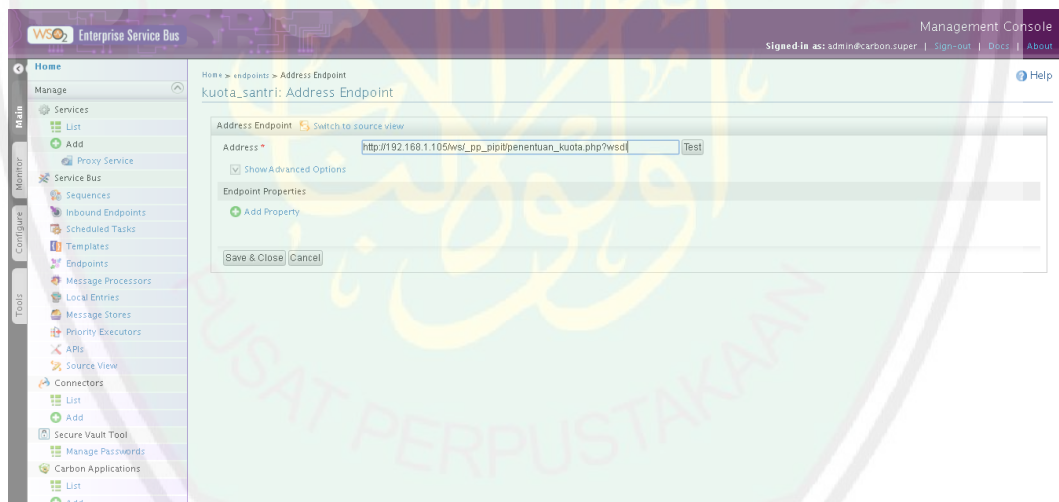 WSO2 Enterprise Service Bus
Management Console
Signed-in as: admin@carbon.super | Sign-out | Docs | About
Main
Monitor
Configure
Tools
Home
Manage
Services
List
Add
Proxy Service
Service Bus
Sequences
Inbound Endpoints
Scheduled Tasks
Templates
Endpoints
Message Processors
Local Entries
Message Stores
Priority Executors
APIs
Source View
Connectors
List
Add
Secure Vault Tool
Manage Passwords
Carbon Applications
List
Add
Home > endpoints > Address Endpoint
Help
kuota_santri: Address Endpoint
Address Endpoint Switch to source view
Address * http://192.168.1.105/ws/_pp_pipit/penentuan_kuota.php?wsdl Test
Show Advanced Options
Endpoint Properties
Add Property
Save & Close Cancel
PUSAT PERPUSTAKAAN